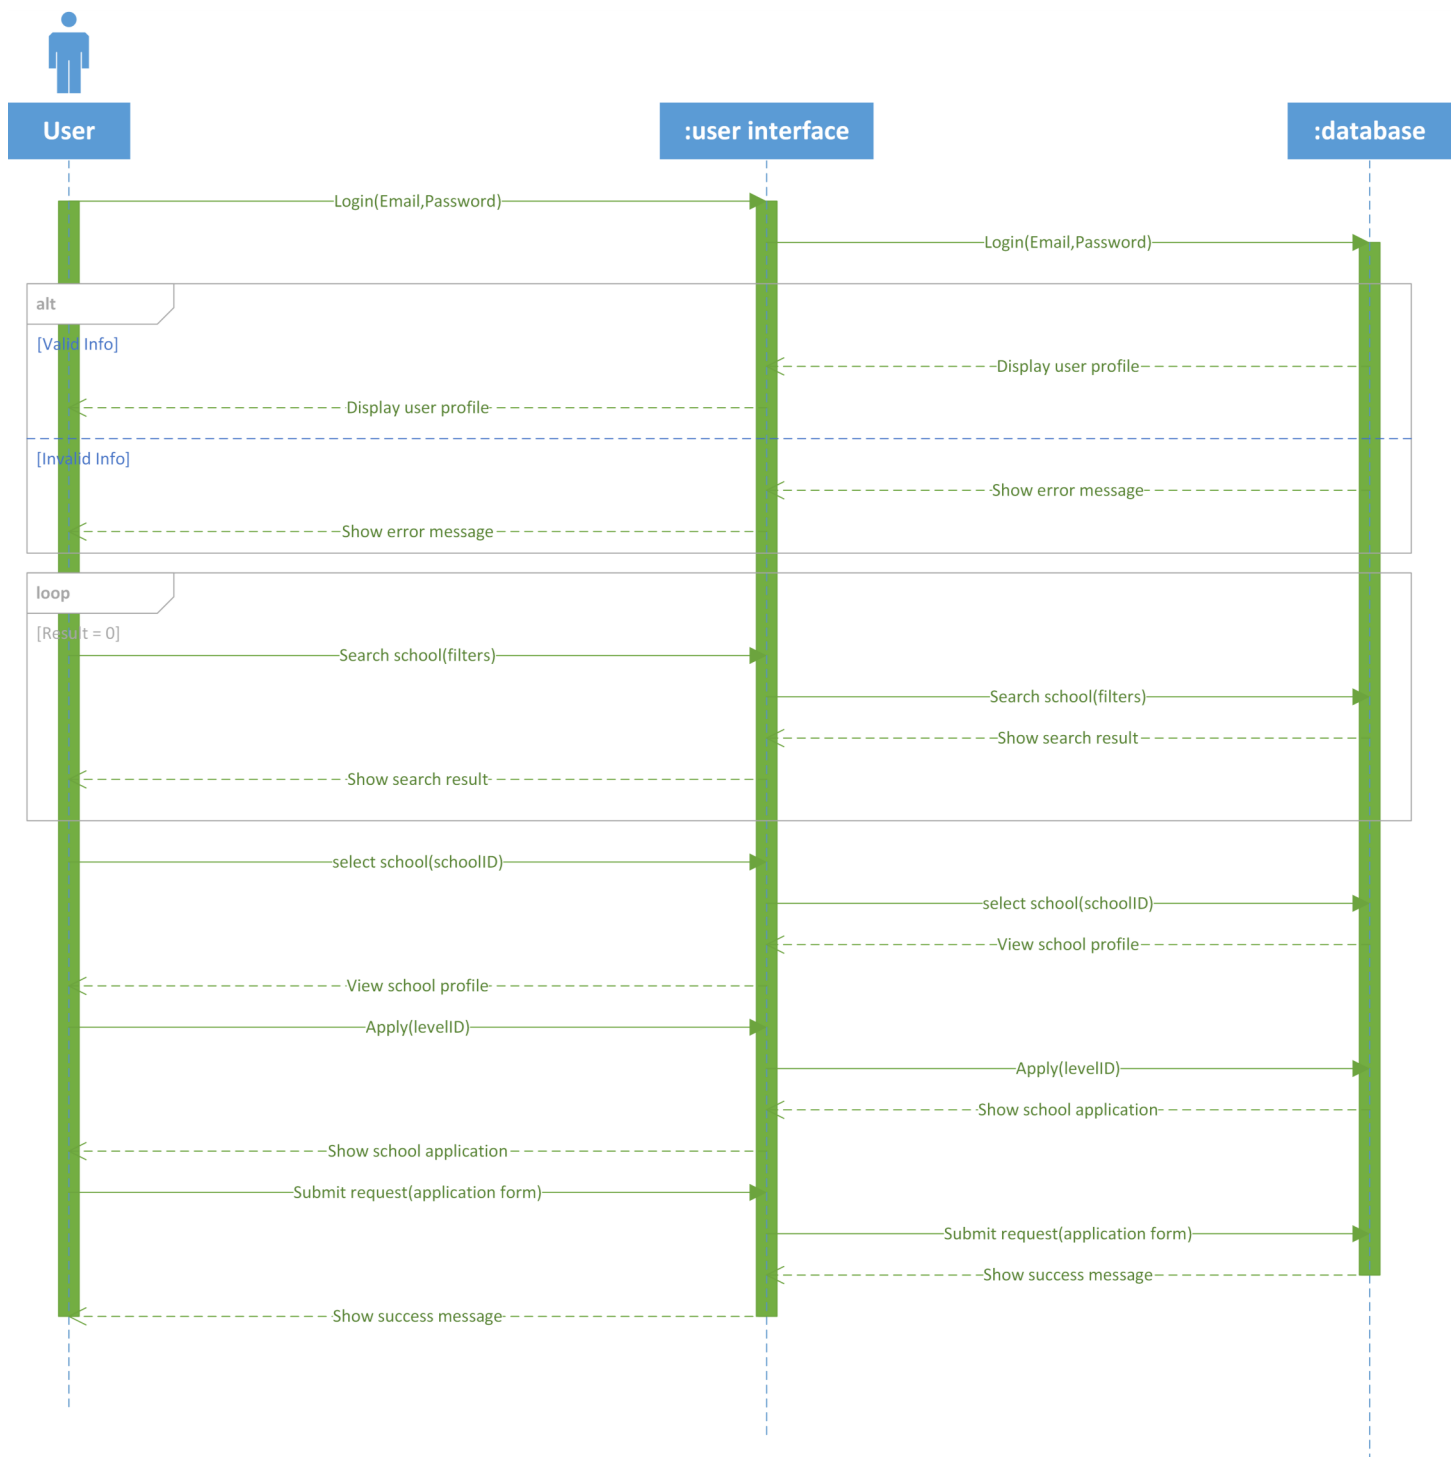 User
:user interface
:database
Login(Email,Password)
Login(Email,Password)
alt
[Valid Info]
Display user profile
Display user profile
[Invalid Info]
Show error message
Show error message
loop
[Result = 0]
Search school(filters)
Search school(filters)
Show search result
Show search result
select school(schoolID)
select school(schoolID)
View school profile
View school profile
Apply(levelID)
Apply(levelID)
Show school application
Show school application
Submit request(application form)
Submit request(application form)
Show success message
Show success message